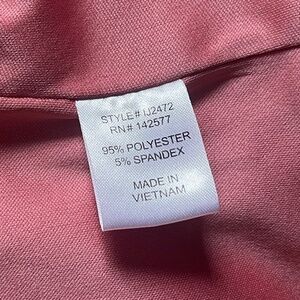 STYLE# IJ2472
RN# 142577
95% POLYESTER
5% SPANDEX
MADE IN
VIETNAM